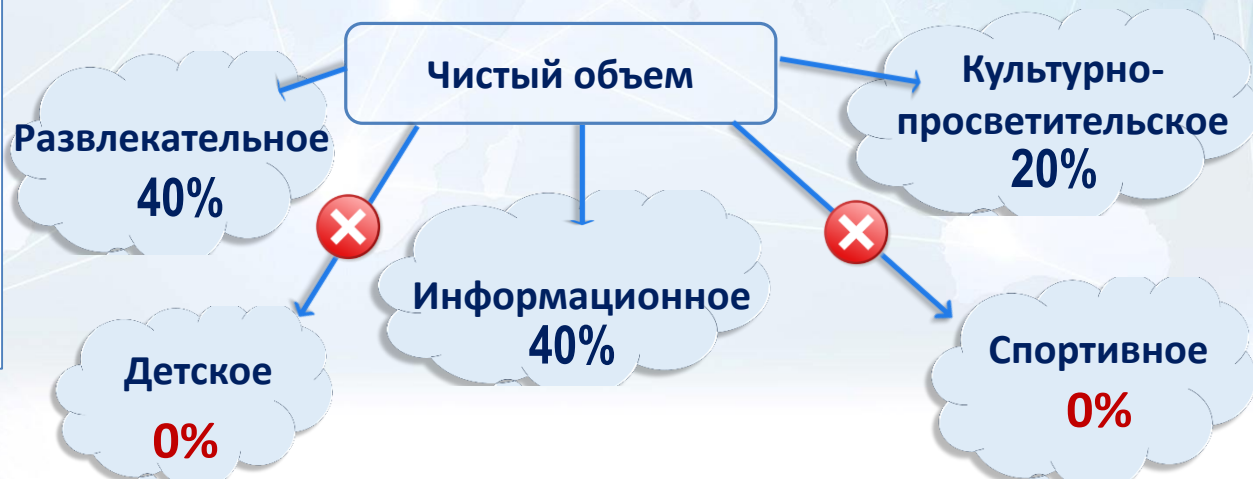 Чистый объем
Развлекательное
40%
Культурно-
просветительское
20%
Информационное
40%
Детское
0%
Спортивное
0%